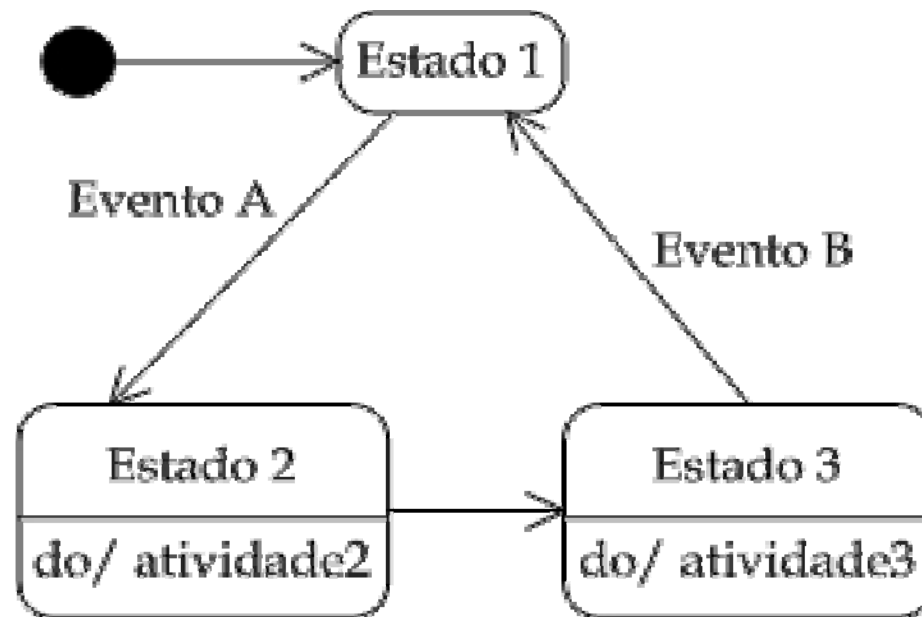 Estado 1
Evento A
Evento B
Estado 2
do/ atividade2
Estado 3
do/ atividade3